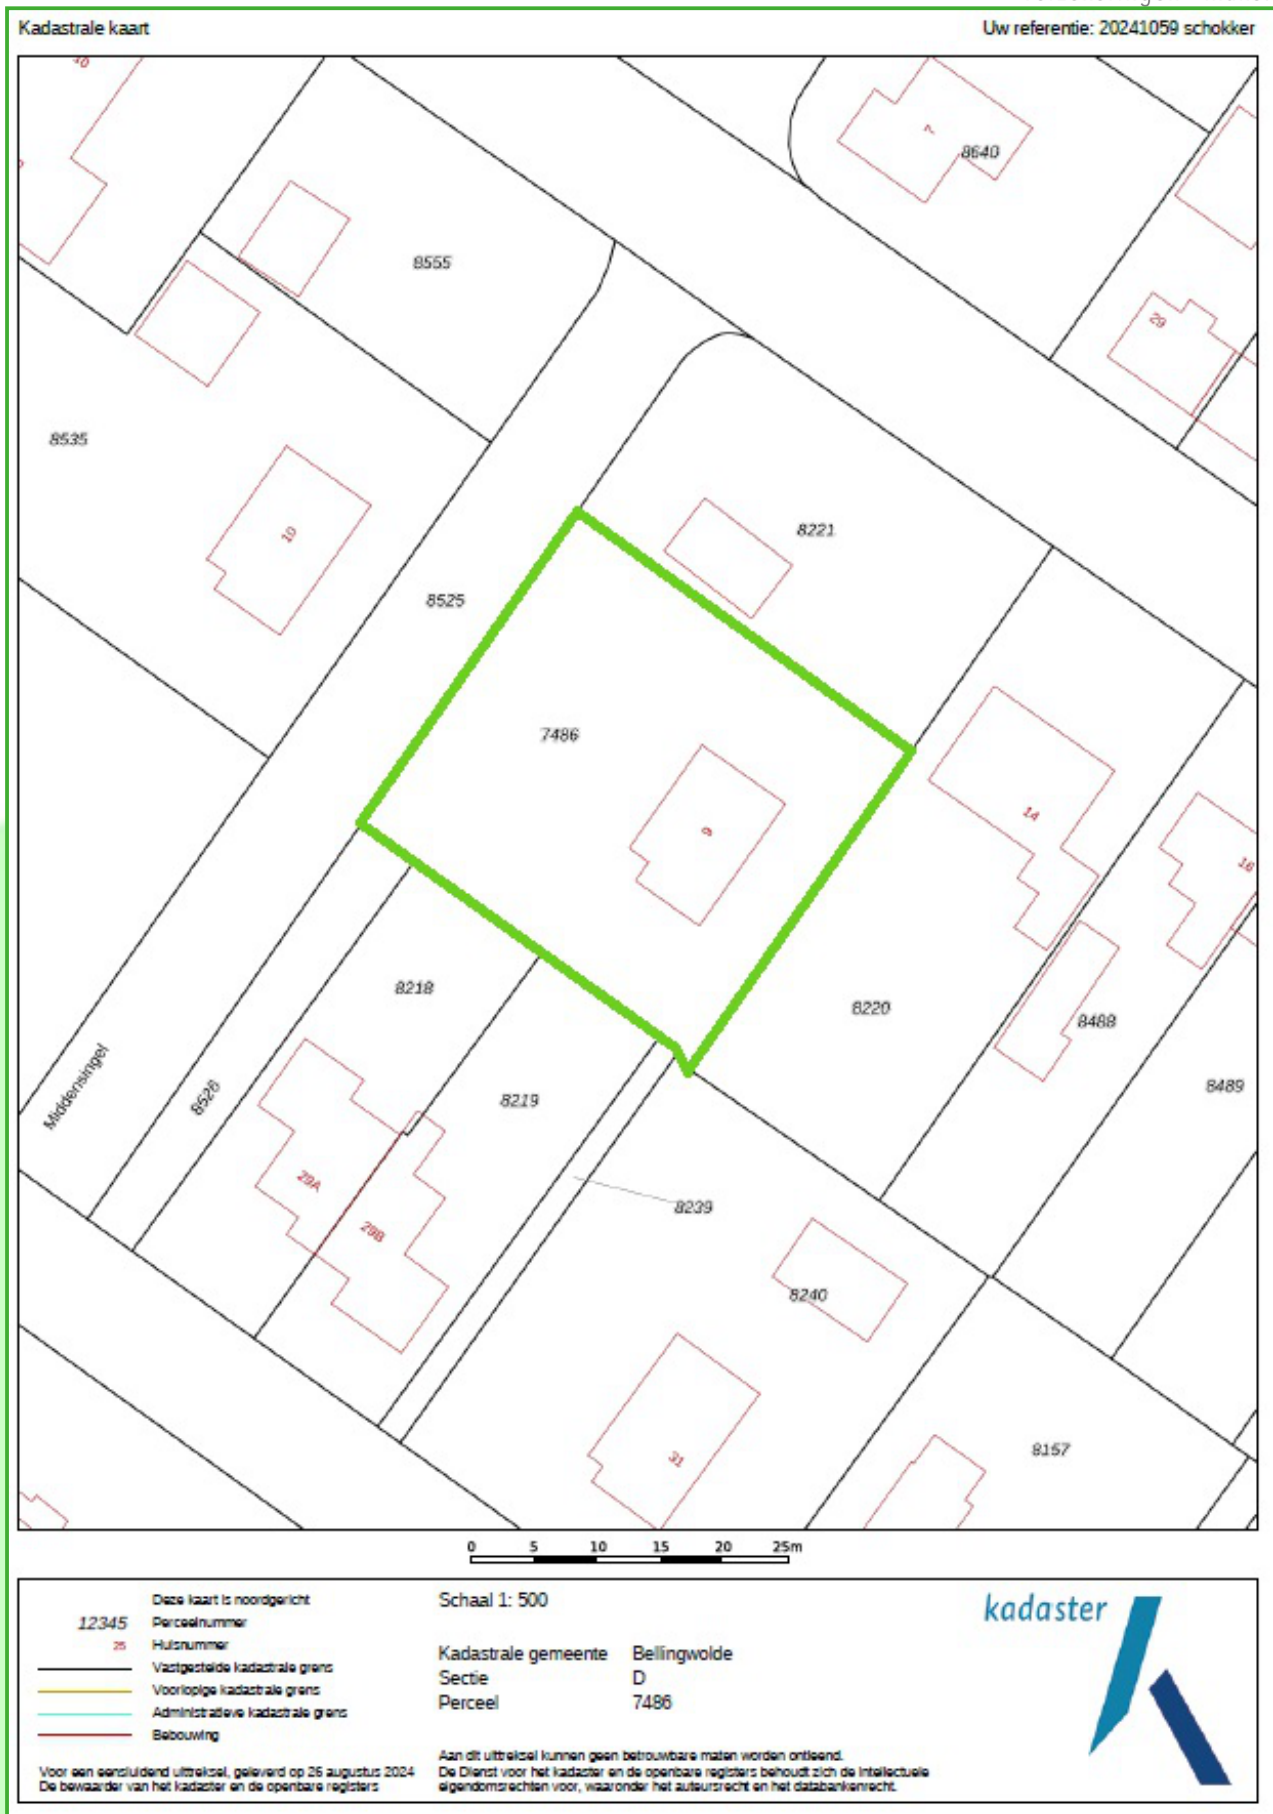 Kadastrale kaart
Uw referentie: 20241059 schokker
10
7
8640
8555
29
8535
10
8221
8525
7486
9
14
16
8218
8220
8488
8489
Middensingel
8526
8219
29A
29B
8239
8240
31
8157
0 5 10 15 20 25m
Deze kaart is noordgericht
12345 Perceelnummer
25 Huisnummer
Vastgestelde kadastrale grens
Voorlopige kadastrale grens
Administratieve kadastrale grens
Bebouwing
Voor een eensluidend uittreksel, geleverd op 26 augustus 2024
De bewaarder van het kadaster en de openbare registers
Schaal 1: 500
Kadastrale gemeente Bellingwolde
Sectie D
Perceel 7486
Aan dit uittreksel kunnen geen betrouwbare maten worden ontleend.
De Dienst voor het kadaster en de openbare registers behoudt zich de intellectuele
eigendomsrechten voor, waaronder het auteursrecht en het databankenrecht.
kadaster